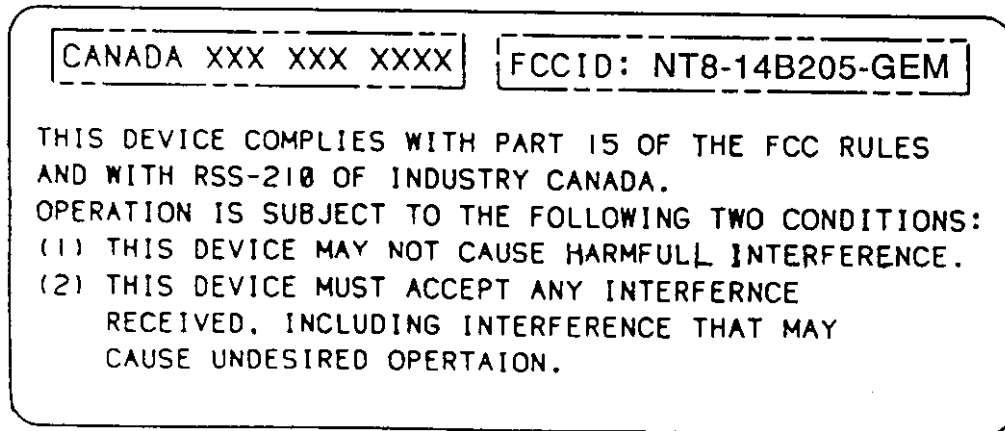 CANADA XXX XXX XXXX FCCID: NT8-14B205-GEM
THIS DEVICE COMPLIES WITH PART 15 OF THE FCC RULES
AND WITH RSS-210 OF INDUSTRY CANADA.
OPERATION IS SUBJECT TO THE FOLLOWING TWO CONDITIONS:
(1) THIS DEVICE MAY NOT CAUSE HARMFULL INTERFERENCE.
(2) THIS DEVICE MUST ACCEPT ANY INTERFERNCE
RECEIVED, INCLUDING INTERFERENCE THAT MAY
CAUSE UNDESIRED OPERTAION.